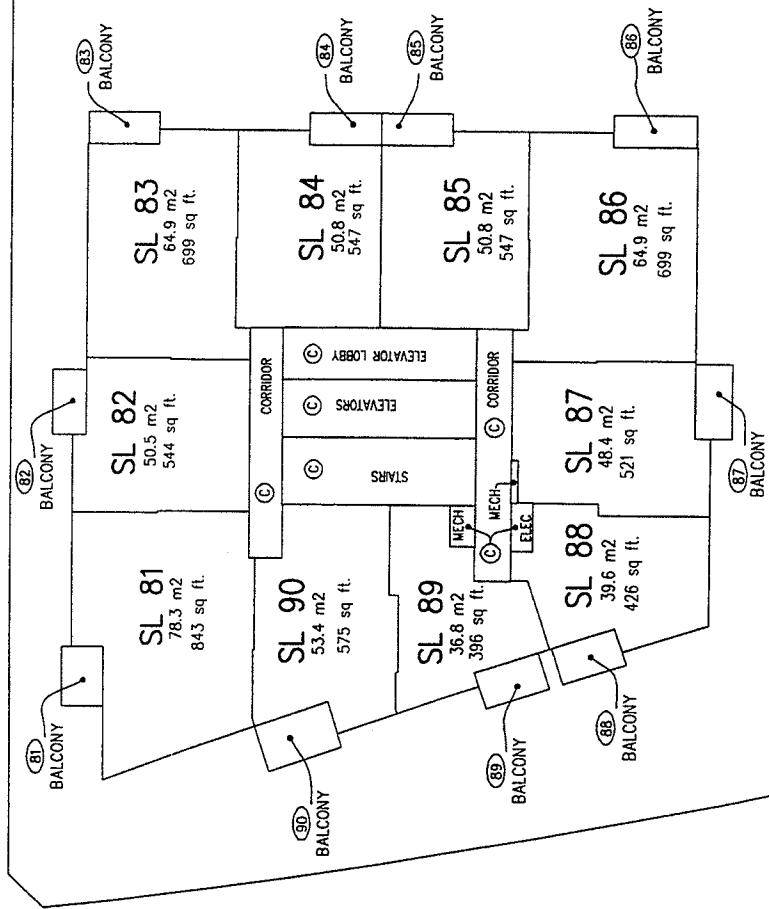 83
BALCONY
84
BALCONY
85
BALCONY
86
BALCONY
SL 83
64.9 m2
699 sq ft.
SL 84
50.8 m2
547 sq ft.
SL 85
50.8 m2
547 sq ft.
SL 86
64.9 m2
699 sq ft.
82
BALCONY
SL 82
50.5 m2
544 sq ft.
CORRIDOR
C
ELEVATOR LOBBY
C
ELEVATORS
C
STAIRS
C
CORRIDOR
C
MECH
MECH
ELEC
C
SL 87
48.4 m2
521 sq ft.
87
BALCONY
81
BALCONY
SL 81
78.3 m2
843 sq ft.
SL 90
53.4 m2
575 sq ft.
SL 89
36.8 m2
396 sq ft.
SL 88
39.6 m2
426 sq ft.
90
BALCONY
89
BALCONY
88
BALCONY